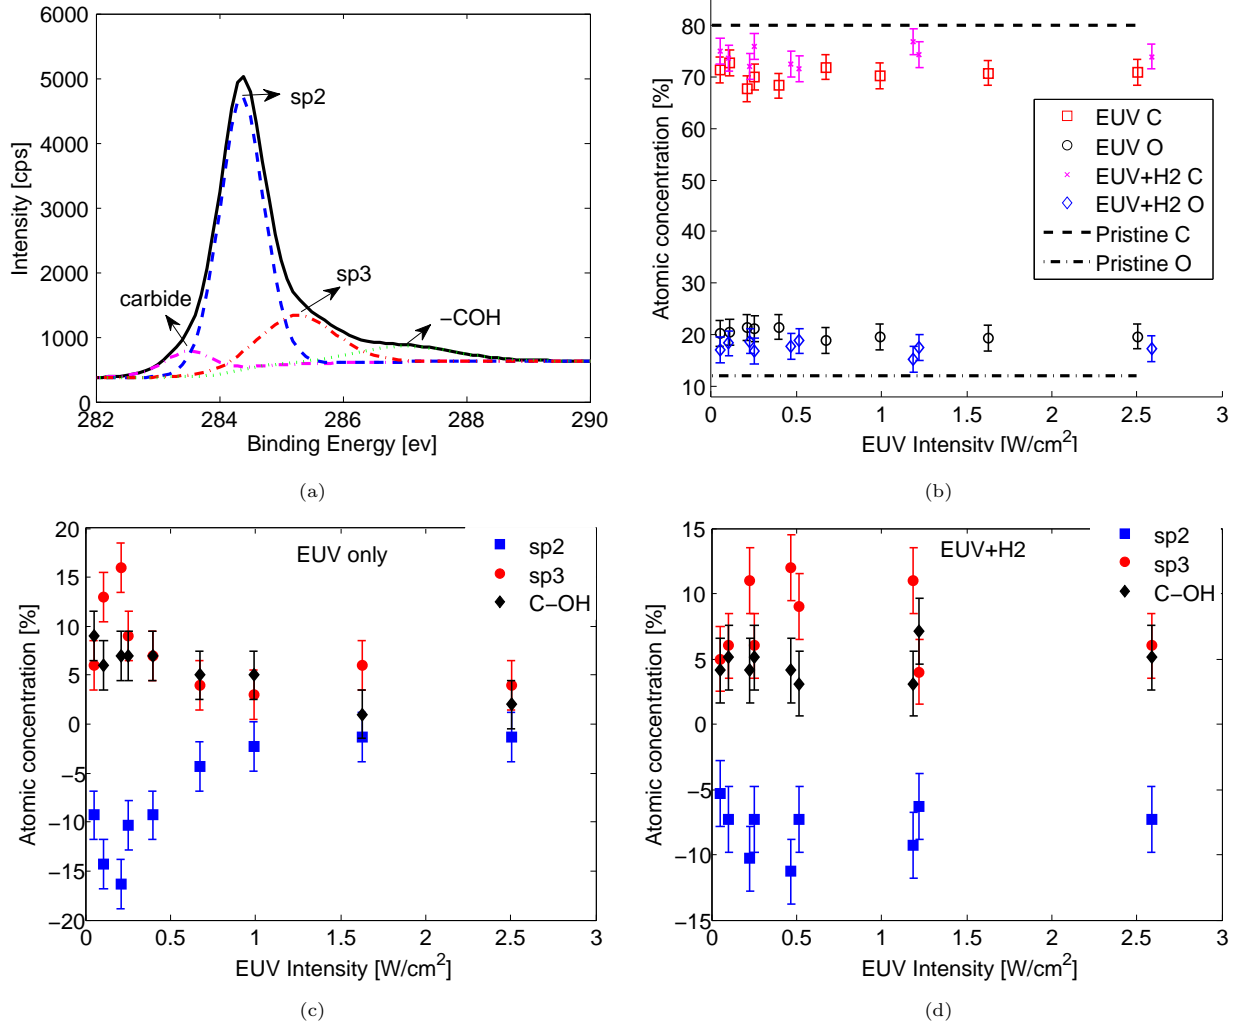 6000
5000
4000
3000
2000
1000
0
282
284
286
288
290
Intensity [cps]
Binding Energy [ev]
sp2
sp3
carbide
-COH
(a)
80
70
60
50
40
30
20
10
0
0.5
1
1.5
2
2.5
3
Atomic concentration [%]
EUV Intensity [W/cm2]
EUV C
EUV O
EUV+H2 C
EUV+H2 O
Pristine C
Pristine O
(b)
20
15
10
5
0
−5
−10
−15
−20
0
0.5
1
1.5
2
2.5
3
Atomic concentration [%]
EUV Intensity [W/cm2]
EUV only
sp2
sp3
C−OH
(c)
15
10
5
0
−5
−10
−15
0
0.5
1
1.5
2
2.5
3
Atomic concentration [%]
EUV Intensity [W/cm2]
EUV+H2
sp2
sp3
C−OH
(d)